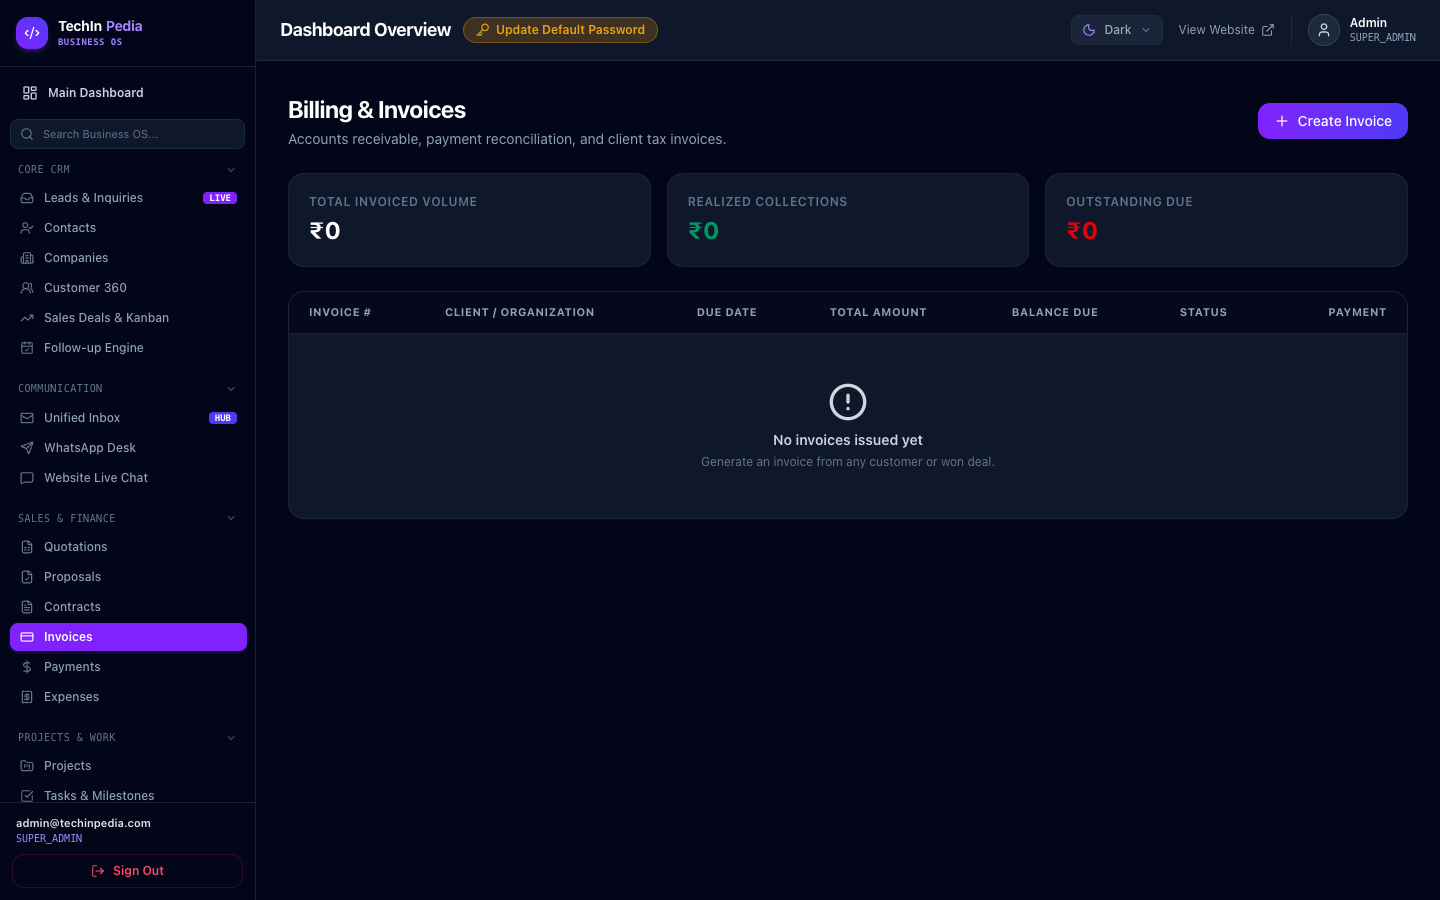 TechIn Pedia
BUSINESS OS
Main Dashboard
Search Business OS...
CORE CRM
Leads & Inquiries
LIVE
Contacts
Companies
Customer 360
Sales Deals & Kanban
Follow-up Engine
COMMUNICATION
Unified Inbox
HUB
WhatsApp Desk
Website Live Chat
SALES & FINANCE
Quotations
Proposals
Contracts
Invoices
Payments
Expenses
PROJECTS & WORK
Projects
Tasks & Milestones
admin@techinpedia.com
SUPER_ADMIN
Sign Out
Dashboard Overview
Update Default Password
Dark
View Website
Admin
SUPER_ADMIN
Billing & Invoices
Accounts receivable, payment reconciliation, and client tax invoices.
Create Invoice
TOTAL INVOICED VOLUME
₹0
REALIZED COLLECTIONS
₹0
OUTSTANDING DUE
₹0
INVOICE # CLIENT / ORGANIZATION DUE DATE TOTAL AMOUNT BALANCE DUE STATUS PAYMENT
No invoices issued yet
Generate an invoice from any customer or won deal.